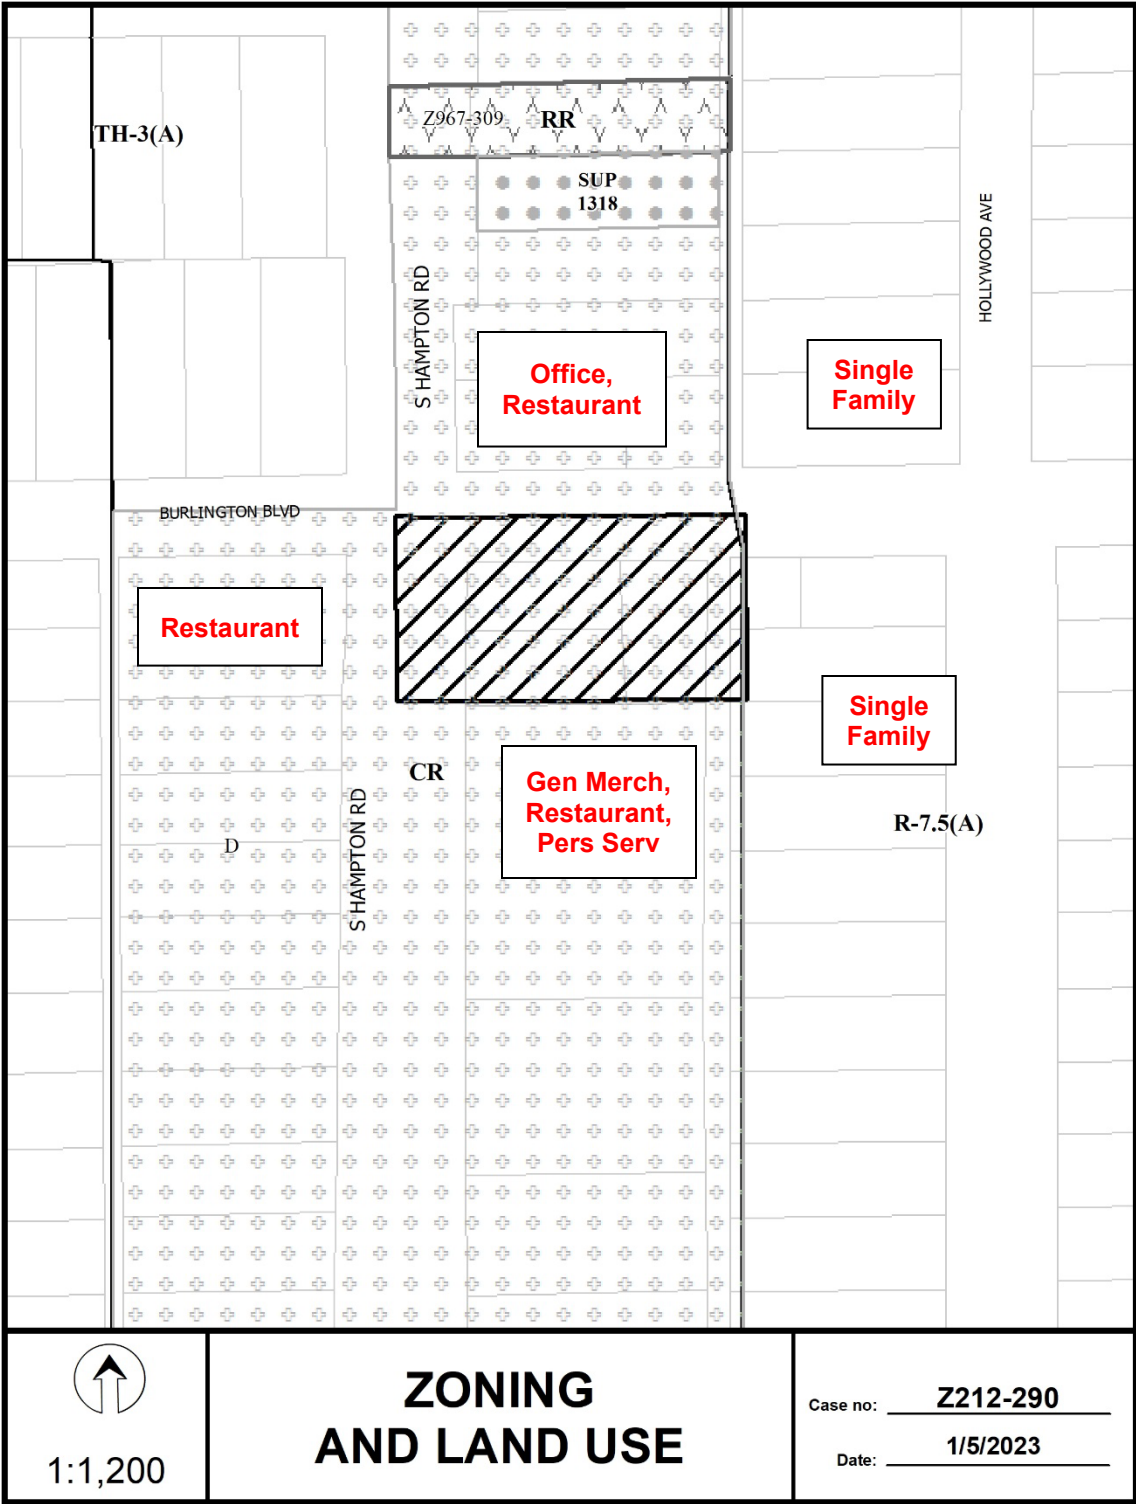 Z967-309 RR
TH-3(A)
SUP
1318
HOLLYWOOD AVE
S HAMPTON RD
Office,
Restaurant
Single
Family
BURLINGTON BLVD
Restaurant
Single
Family
CR
Gen Merch,
Restaurant,
Pers Serv
S HAMPTON RD
D
R-7.5(A)
1:1,200
ZONING
AND LAND USE
Case no: Z212-290
Date: 1/5/2023